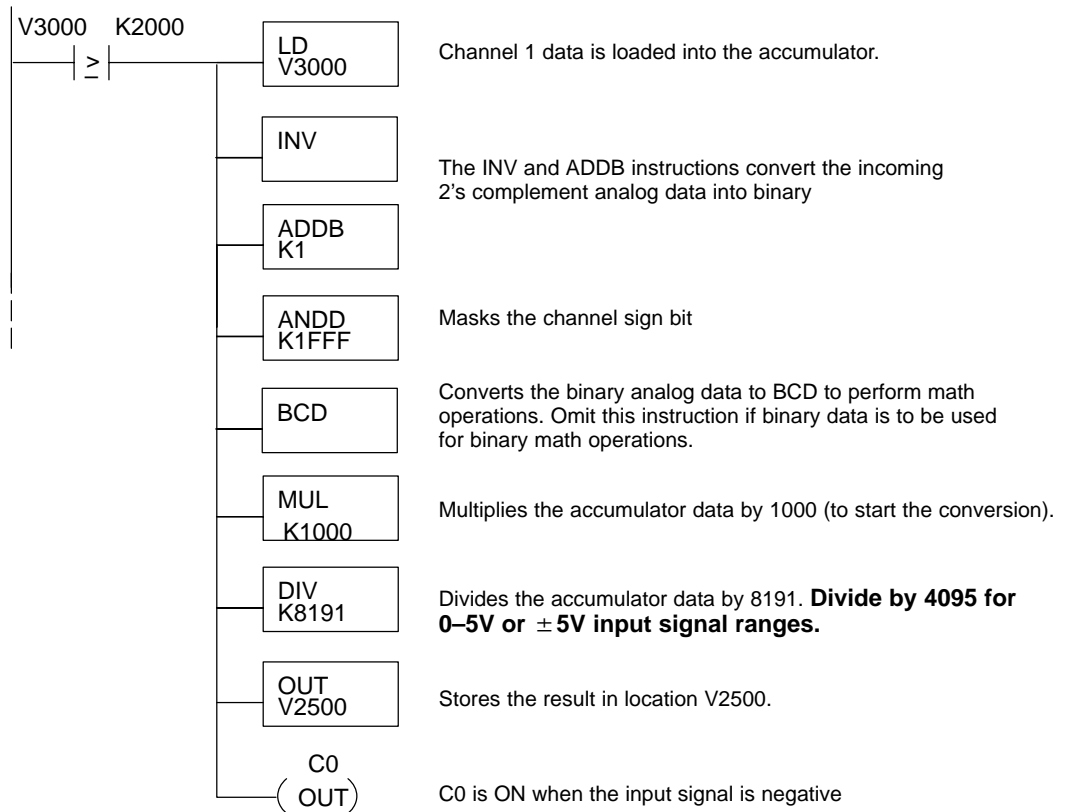 V3000 K2000
≥
LD
V3000
Channel 1 data is loaded into the accumulator.
INV
The INV and ADDB instructions convert the incoming
2's complement analog data into binary
ADDB
K1
ANDD
K1FFF
Masks the channel sign bit
BCD
Converts the binary analog data to BCD to perform math
operations. Omit this instruction if binary data is to be used
for binary math operations.
MUL
K1000
Multiplies the accumulator data by 1000 (to start the conversion).
DIV
K8191
Divides the accumulator data by 8191. Divide by 4095 for
0–5V or ±5V input signal ranges.
OUT
V2500
Stores the result in location V2500.
C0
OUT
C0 is ON when the input signal is negative